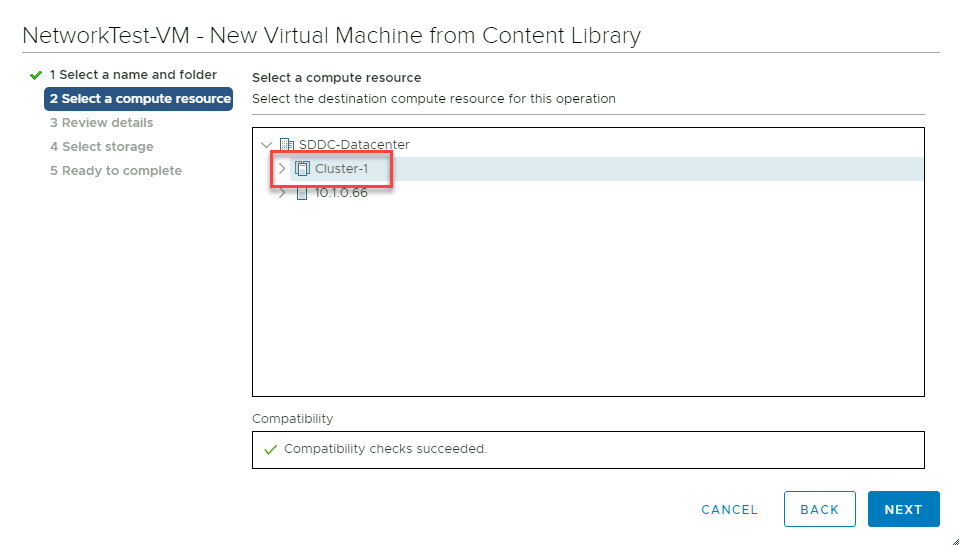 NetworkTest-VM - New Virtual Machine from Content Library
1 Select a name and folder
2 Select a compute resource
3 Review details
4 Select storage
5 Ready to complete
Select a compute resource
Select the destination compute resource for this operation
SDDC-Datacenter
Cluster-1
10.1.0.66
Compatibility
Compatibility checks succeeded.
CANCEL
BACK
NEXT